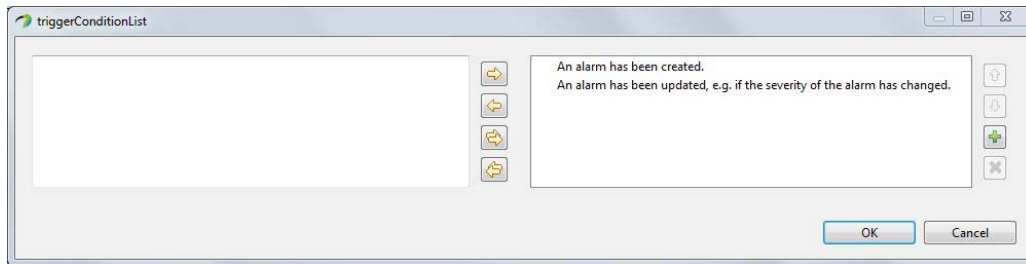 triggerConditionList
An alarm has been created.
An alarm has been updated, e.g. if the severity of the alarm has changed.
OK
Cancel